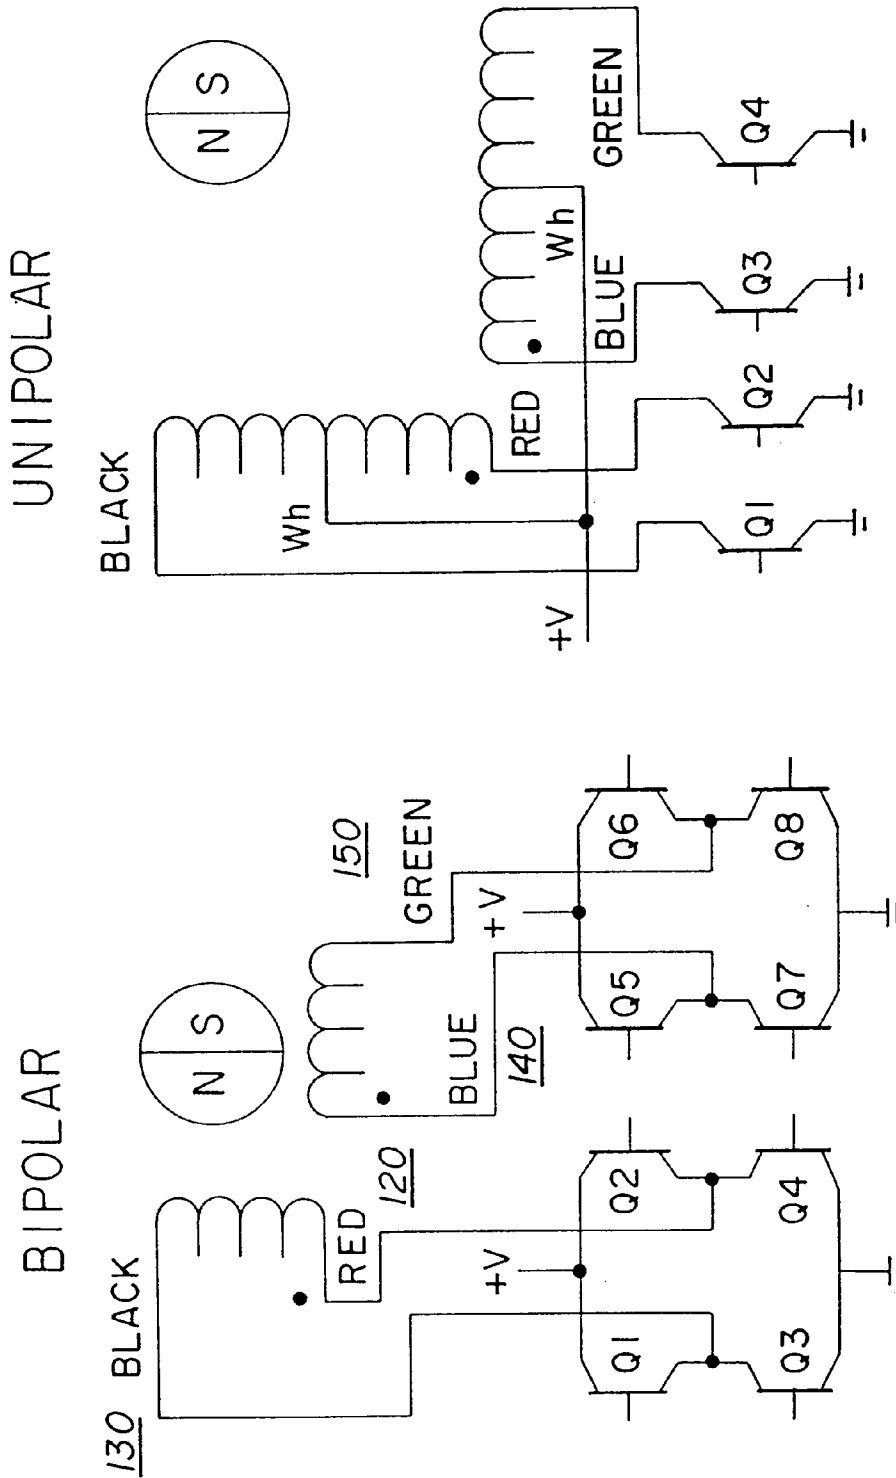 BIPOLAR
130 BLACK
RED
120
N S
150
GREEN
BLUE
140
+V
+V
Q1
Q2
Q5
Q6
Q3
Q4
Q7
Q8
UNIPOLAR
BLACK
N S
Wh
RED
Wh
BLUE
GREEN
+V
Q1
Q2
Q3
Q4